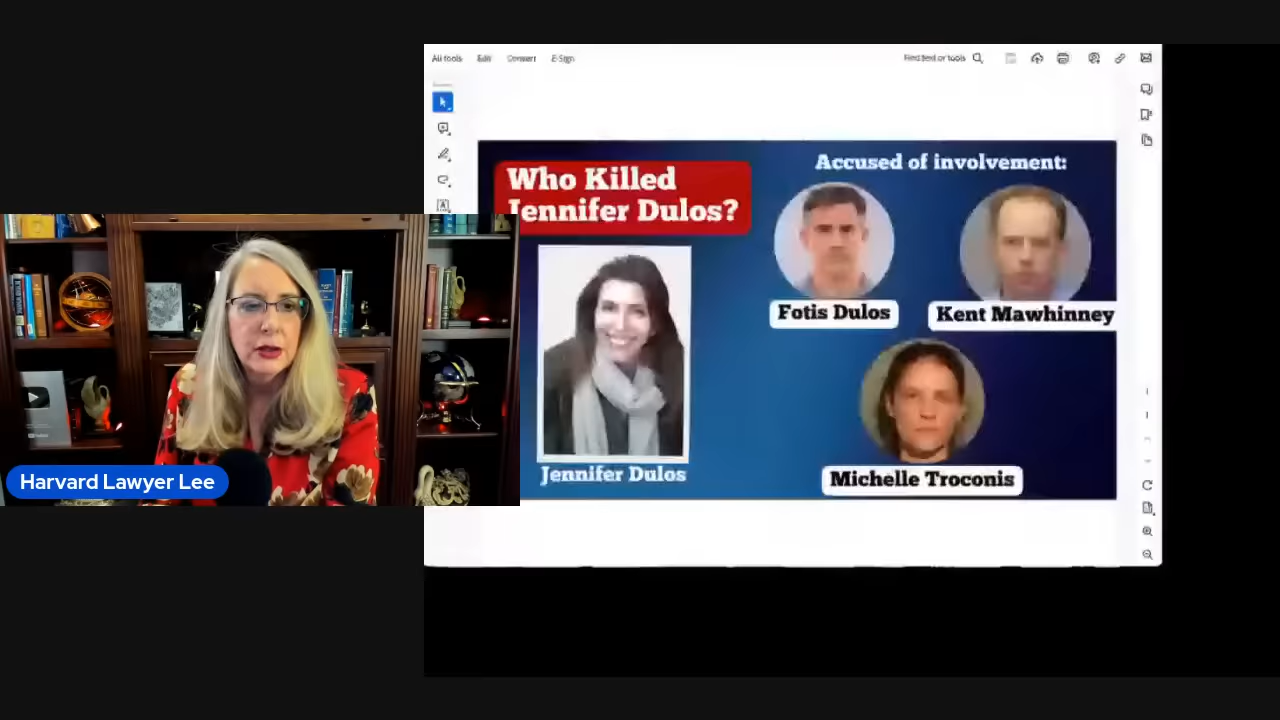 All tools
Edit
Convert
E-Sign
Find text or tools
Who Killed
Jennifer Dulos?
Accused of involvement:
Fotis Dulos
Kent Mawhinney
Jennifer Dulos
Michelle Troconis
Harvard Lawyer Lee